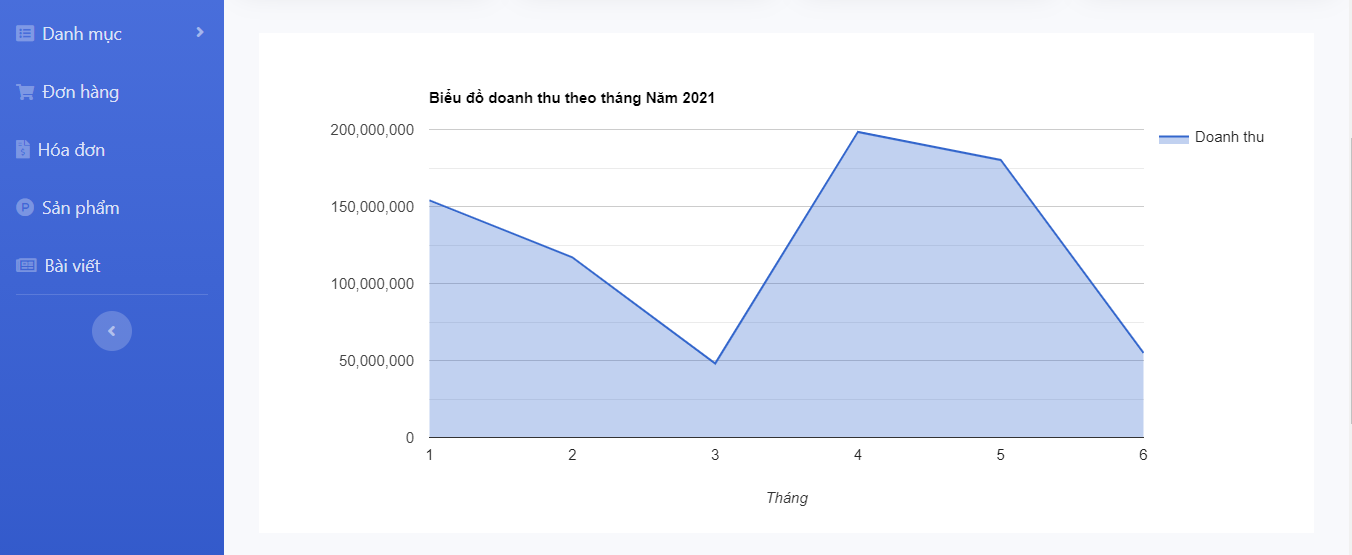 Danh mục
Đơn hàng
Hóa đơn
Sản phẩm
Bài viết
Biểu đồ doanh thu theo tháng Năm 2021
200,000,000
150,000,000
100,000,000
50,000,000
0
1 2 3 4 5 6
Tháng
Doanh thu